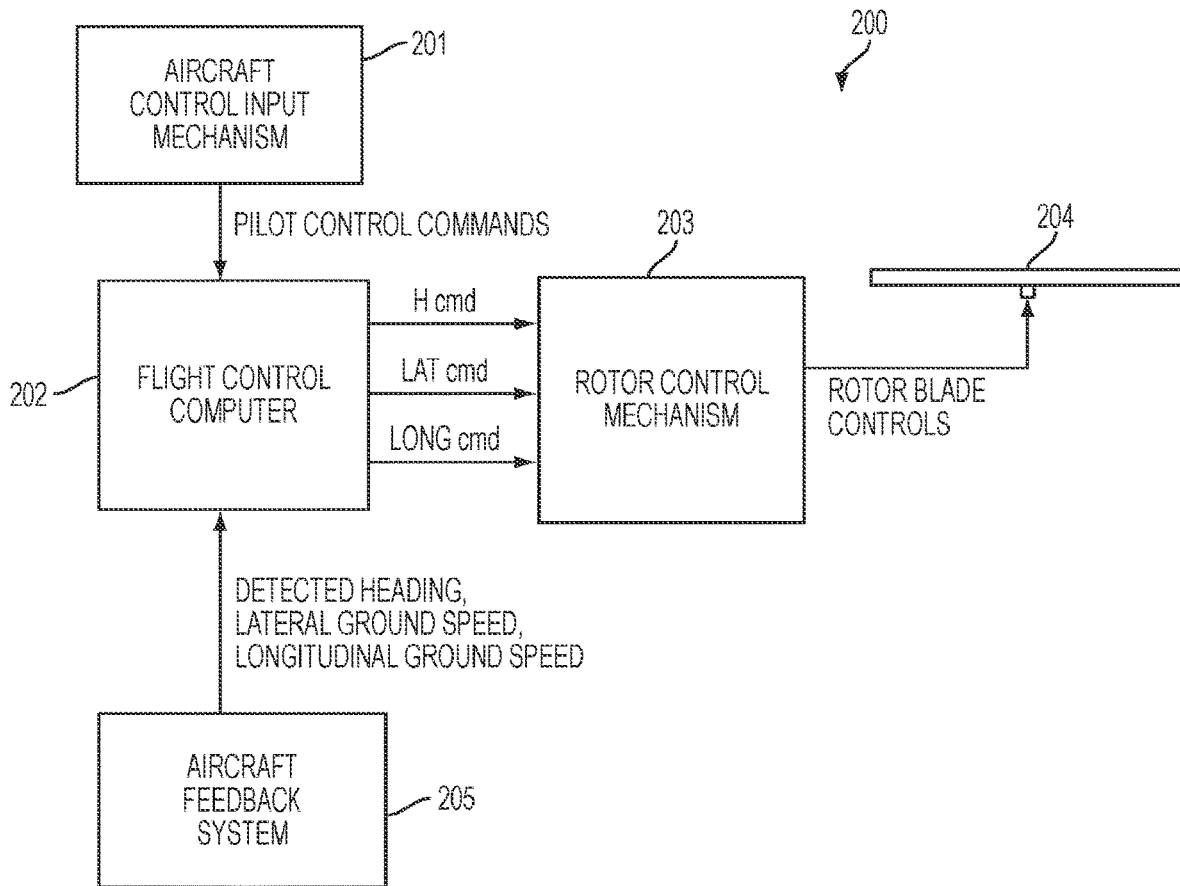 201
200
AIRCRAFT
CONTROL INPUT
MECHANISM
PILOT CONTROL COMMANDS
203
204
H cmd
LAT cmd
LONG cmd
FLIGHT CONTROL
COMPUTER
202
ROTOR CONTROL
MECHANISM
ROTOR BLADE
CONTROLS
DETECTED HEADING,
LATERAL GROUND SPEED,
LONGITUDINAL GROUND SPEED
AIRCRAFT
FEEDBACK
SYSTEM
205